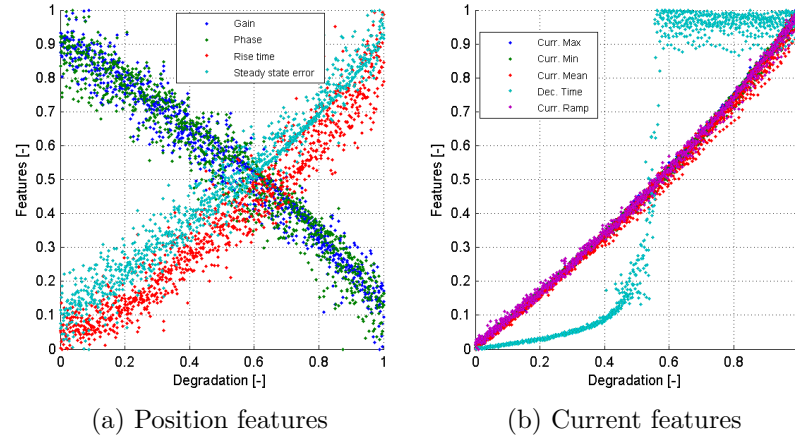 1
0.9
0.8
0.7
0.6
0.5
0.4
0.3
0.2
0.1
0
Features [-]
Gain
Phase
Rise time
Steady state error
0 0.2 0.4 0.6 0.8 1
Degradation [-]
(a) Position features
1
0.9
0.8
0.7
0.6
0.5
0.4
0.3
0.2
0.1
0
Features [-]
Curr. Max
Curr. Min
Curr. Mean
Dec. Time
Curr. Ramp
0 0.2 0.4 0.6 0.8
Degradation [-]
(b) Current features